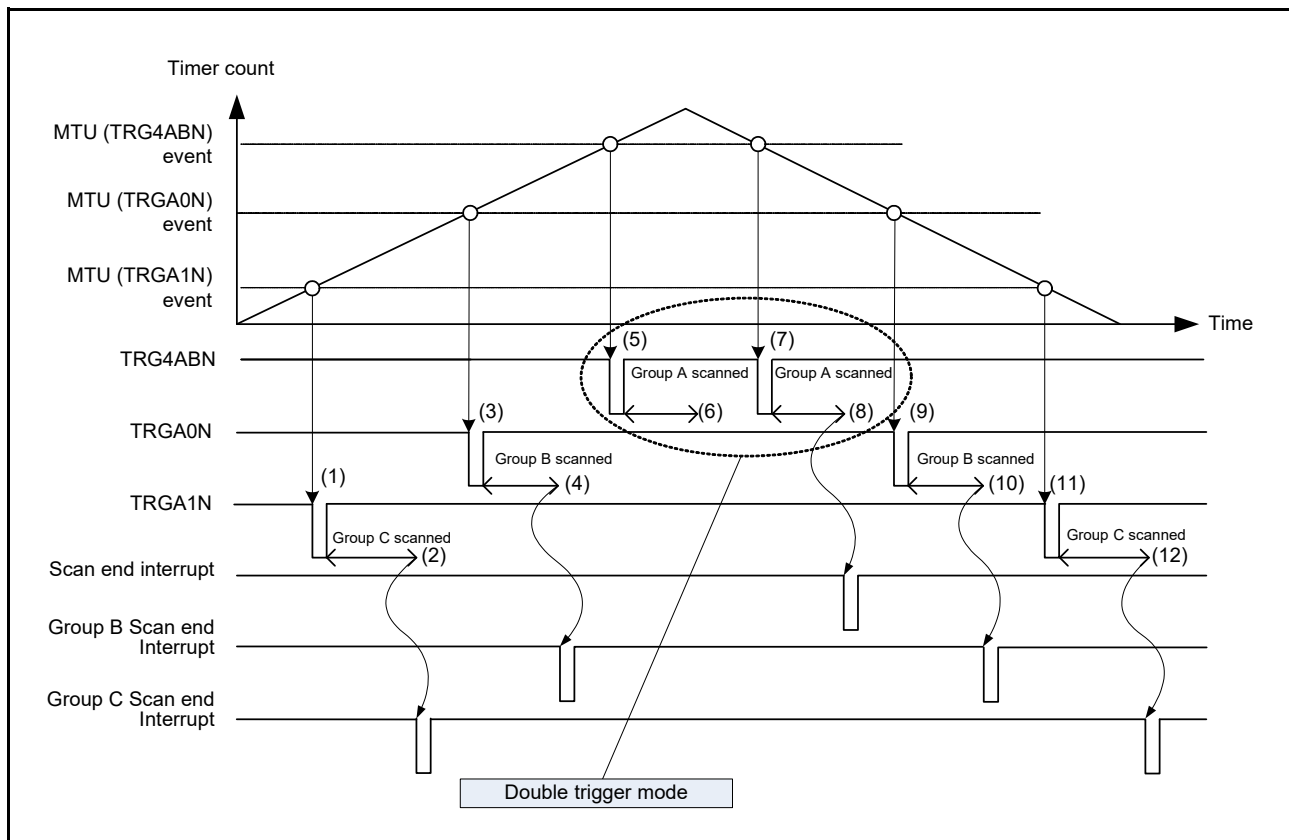 Timer count
MTU (TRG4ABN)
event
MTU (TRGA0N)
event
MTU (TRGA1N)
event
Time
TRG4ABN
(5)
(7)
Group A scanned
Group A scanned
(6)
(8)
TRGA0N
(3)
(9)
Group B scanned
(4)
Group B scanned
(10)
TRGA1N
(1)
(11)
Group C scanned
(2)
Group C scanned
(12)
Scan end interrupt
Group B Scan end
Interrupt
Group C Scan end
Interrupt
Double trigger mode